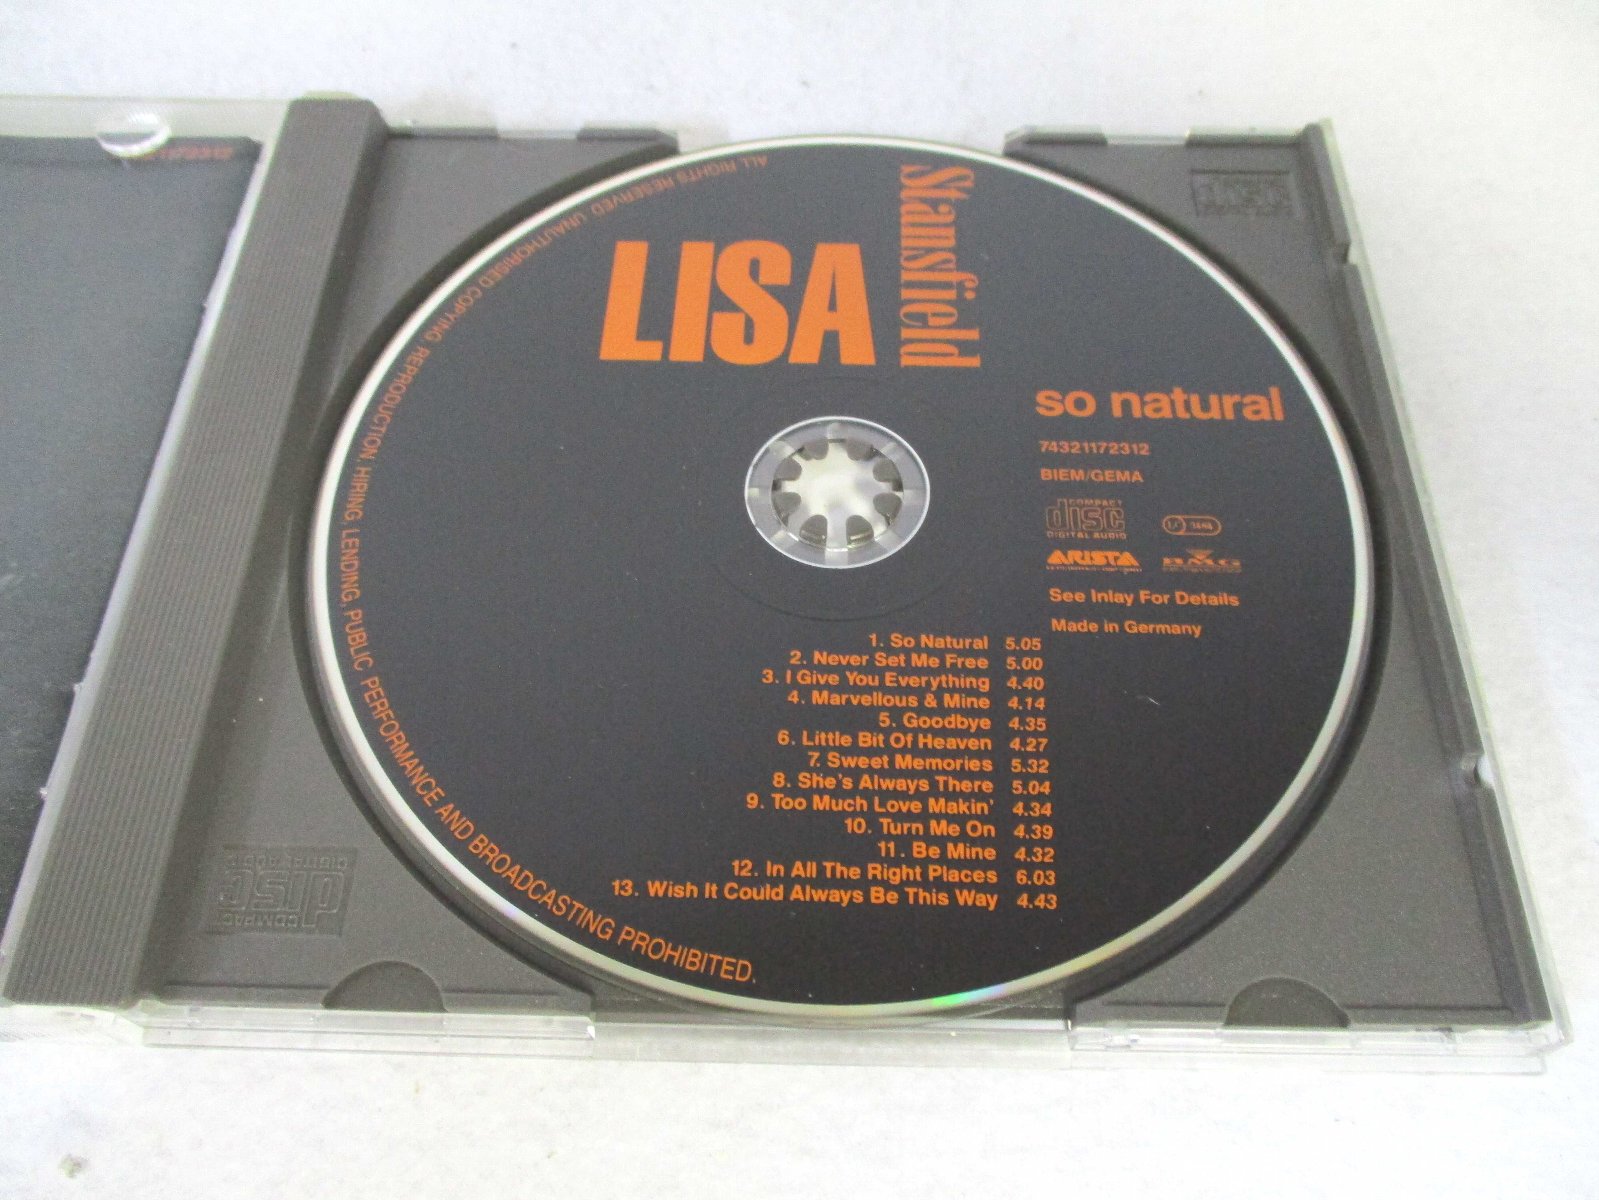 LISA
Stansfield
so natural
74321172312
BIEM/GEMA
COMPACT
disc
DIGITAL AUDIO
ARISTA
BMG
See Inlay For Details
Made in Germany
1. So Natural 5.05
2. Never Set Me Free 5.00
3. I Give You Everything 4.40
4. Marvellous & Mine 4.14
5. Goodbye 4.35
6. Little Bit Of Heaven 4.27
7. Sweet Memories 5.32
8. She's Always There 5.04
9. Too Much Love Makin' 4.34
10. Turn Me On 4.39
11. Be Mine 4.32
12. In All The Right Places 6.03
13. Wish It Could Always Be This Way 4.43
ALL RIGHTS RESERVED. UNAUTHORISED COPYING, REPRODUCTION, HIRING, LENDING, PUBLIC PERFORMANCE AND BROADCASTING PROHIBITED.
disc
COMPACT
disc